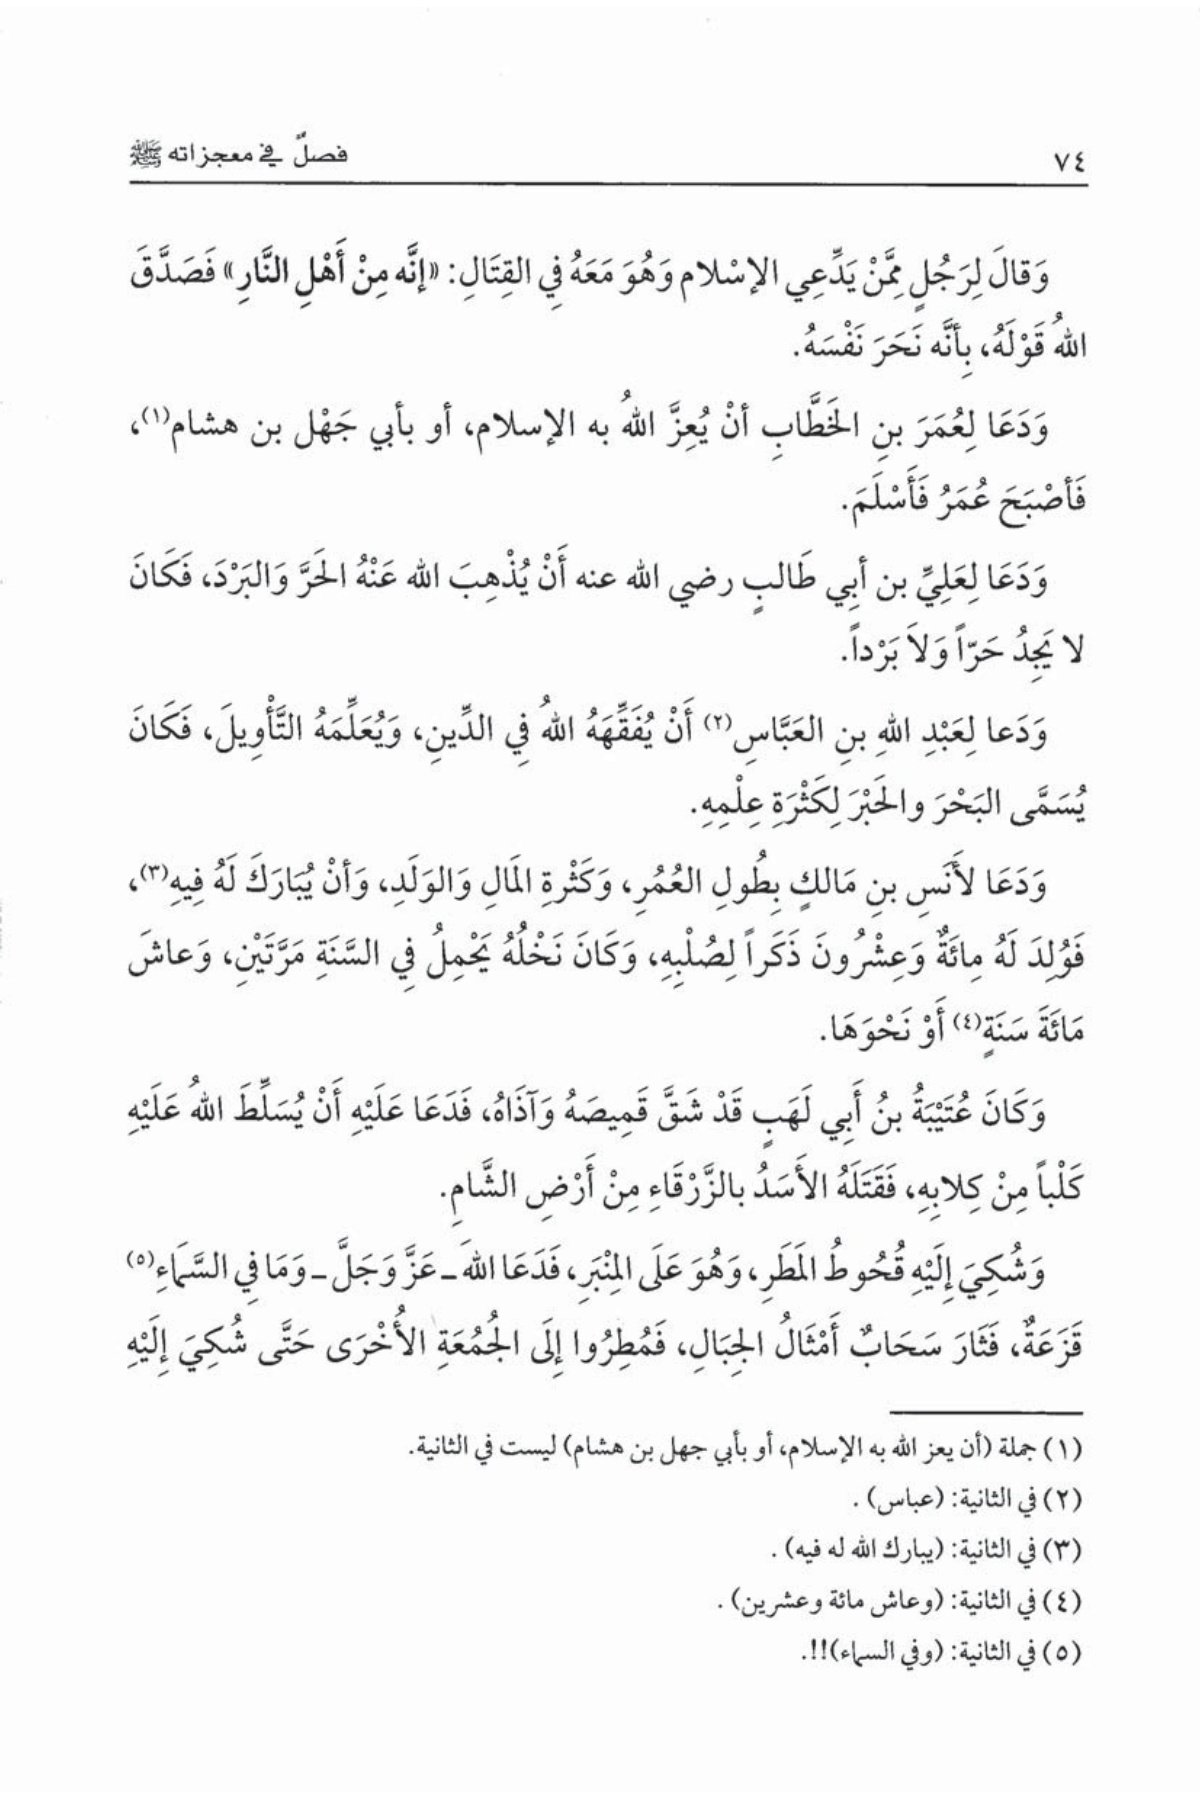 ٧٤
فصلٌ في معجزاته ﷺ
وَقالَ لِرَجُلٍ مِمَّنْ يَدِّعِي الإسْلام وَهُوَ مَعَهُ فِي القِتَالِ: «إنَّه مِنْ أَهْلِ النَّارِ» فَصَدَّقَ
اللهُ قَوْلَهُ، بِأنَّه نَحَرَ نَفْسَهُ.
وَدَعَا لِعُمَرَ بنِ الخَطَّابِ أنْ يُعِزَّ اللهُ به الإسلام، أو بأبي جَهْل بن هشام(١)،
فَأصْبَحَ عُمَرُ فَأَسْلَمَ.
وَدَعَا لِعَلِيٍّ بن أبِي طَالبٍ رضي الله عنه أَنْ يُذْهِبَ الله عَنْهُ الحَرَّ وَالبَرْدَ، فَكَانَ
لا يَجِدُ حَرّاً وَلاَ بَرْداً.
وَدَعا لِعَبْدِ اللهِ بنِ العَبَّاسِ(٢) أَنْ يُفَقِّهَهُ اللهُ فِي الدِّينِ، وَيُعَلِّمَهُ التَّأْوِيلَ، فَكَانَ
يُسَمَّى البَحْرَ والحَبْرَ لِكَثْرَةِ عِلْمِهِ.
وَدَعَا لأَنَسِ بنِ مَالكٍ بِطُولِ العُمُرِ، وَكَثْرةِ المَالِ وَالوَلَدِ، وَأنْ يُبَارَكَ لَهُ فِيهِ(٣)،
فَوُلِدَ لَهُ مِائَةٌ وَعِشْرُونَ ذَكَراً لِصُلْبِهِ، وَكَانَ نَخْلُهُ يَحْمِلُ فِي السَّنَةِ مَرَّتَيْنِ، وَعاشَ
مَائَةَ سَنَةٍ(٤) أَوْ نَحْوَهَا.
وَكَانَ عُتَيْبَةُ بنُ أَبِي لَهَبٍ قَدْ شَقَّ قَمِيصَهُ وَآذَاهُ، فَدَعَا عَلَيْهِ أَنْ يُسَلِّطَ اللهُ عَلَيْهِ
كَلْباً مِنْ كِلابِهِ، فَقَتَلَهُ الأَسَدُ بالزَّرْقَاءِ مِنْ أَرْضِ الشَّامِ.
وَشُكِيَ إِلَيْهِ قُحُوطُ المَطَرِ، وَهُوَ عَلَى المِنْبَرِ، فَدَعَا اللهَ ـ عَزَّ وَجَلَّ ـ وَمَا فِي السَّمَاءِ(٥)
قَزَعَةٌ، فَثَارَ سَحَابٌ أَمْثَالُ الجِبَالِ، فَمُطِرُوا إِلَى الجُمُعَةِ الأُخْرَى حَتَّى شُكِيَ إِلَيْهِ
(١) جملة (أن يعز الله به الإسلام، أو بأبي جهل بن هشام) ليست في الثانية.
(٢) في الثانية: (عباس) .
(٣) في الثانية: (يبارك الله له فيه) .
(٤) في الثانية: (وعاش مائة وعشرين) .
(٥) في الثانية: (وفي السماء)!!.